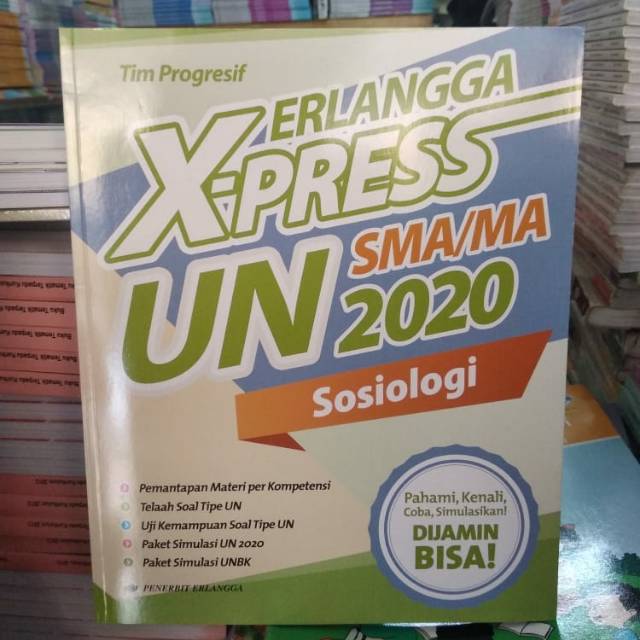 Tim Progresif
ERLANGGA
X-PRESS
UN SMA/MA
2020
Sosiologi
Pemantapan Materi per Kompetensi
Telaah Soal Tipe UN
Uji Kemampuan Soal Tipe UN
Paket Simulasi UN 2020
Paket Simulasi UNBK
Pahami, Kenali,
Coba, Simulasikan!
DIJAMIN
BISA!
PENERBIT ERLANGGA